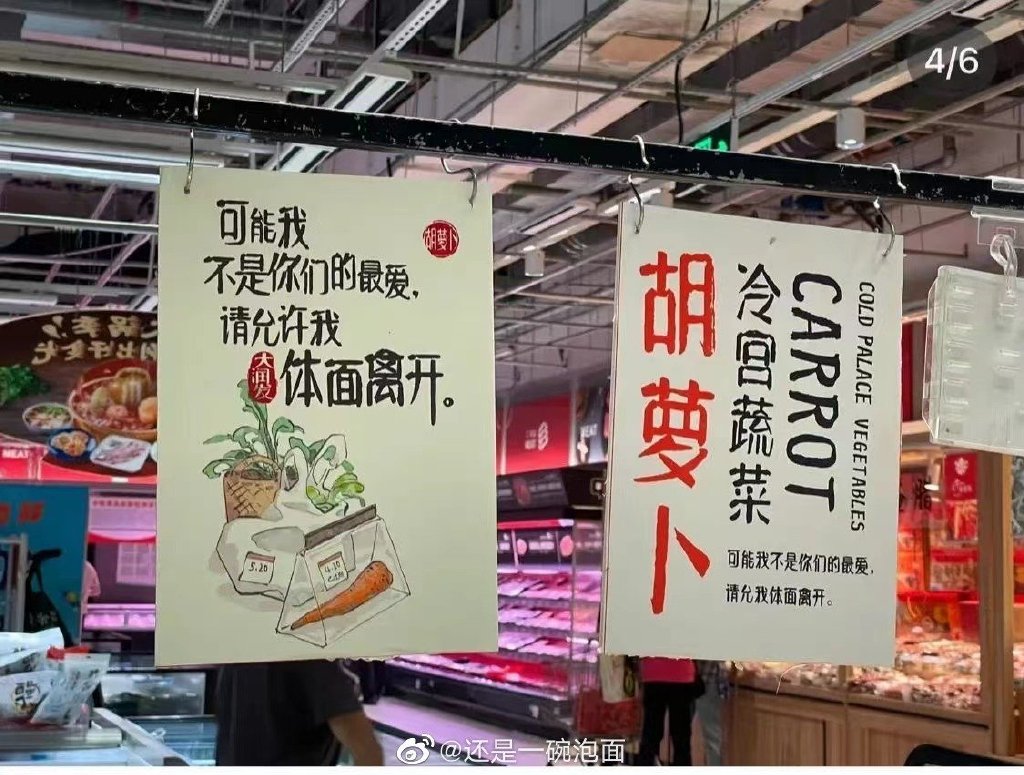 4/6
可能我
不是你们的最爱,
请允许我
体面离开。
胡萝卜
大润发
5.20
胡萝卜
冷宫蔬菜
CARROT
COLD PALACE VEGETABLES
可能我不是你们的最爱,
请允我体面离开。
MEAT
@还是一碗泡面